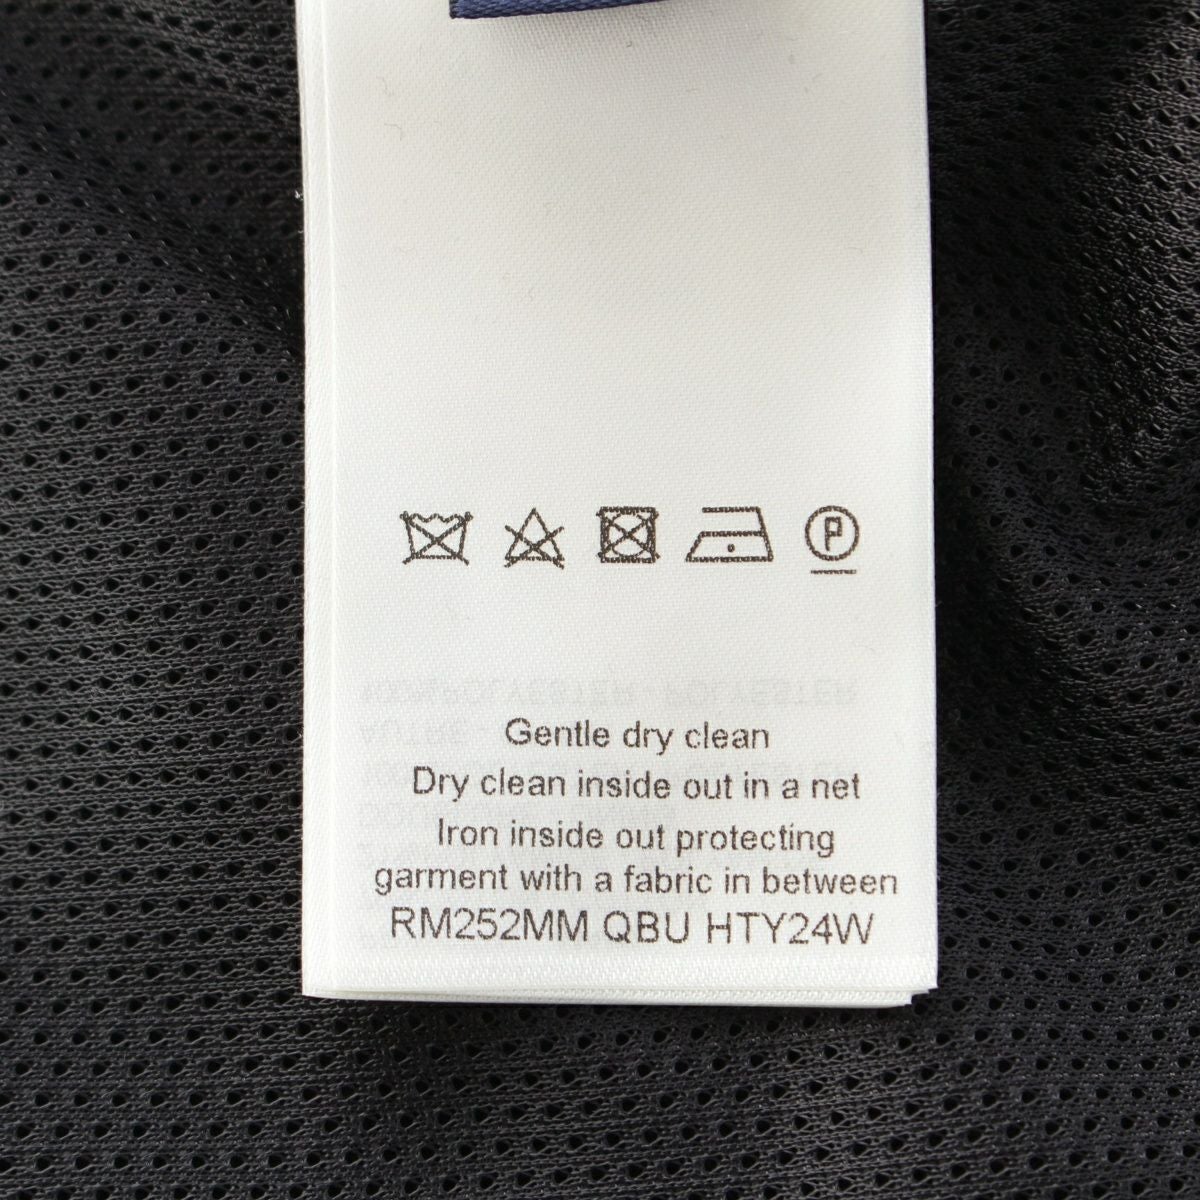 P
Gentle dry clean
Dry clean inside out in a net
Iron inside out protecting
garment with a fabric in between
RM252MM QBU HTY24W